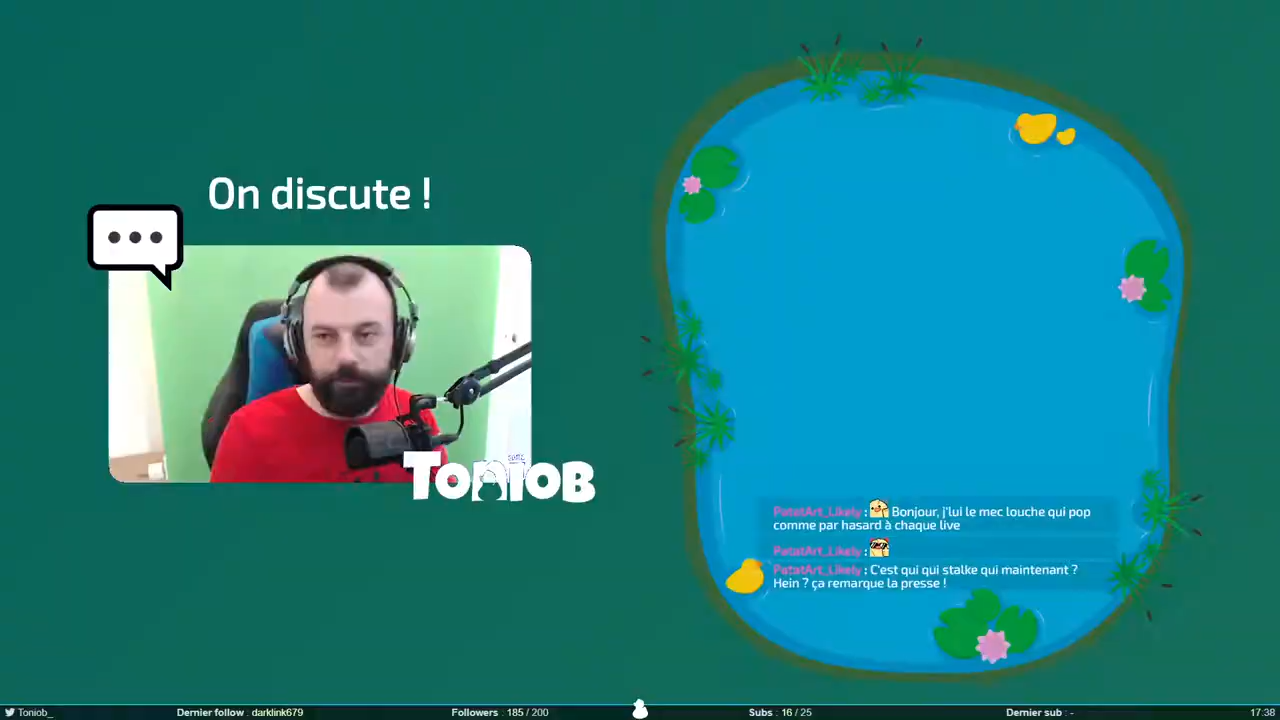 On discute !
TONIOB
PatatArt_Likely : Bonjour, j'lui le mec louche qui pop
comme par hasard à chaque live
PatatArt_Likely :
PatatArt_Likely : C'est qui qui stalke qui maintenant ?
Hein ? ça remarque la presse !
Toniob_ Dernier follow : darklink679 Followers : 185 / 200 Subs : 16 / 25 Dernier sub : - 17:38